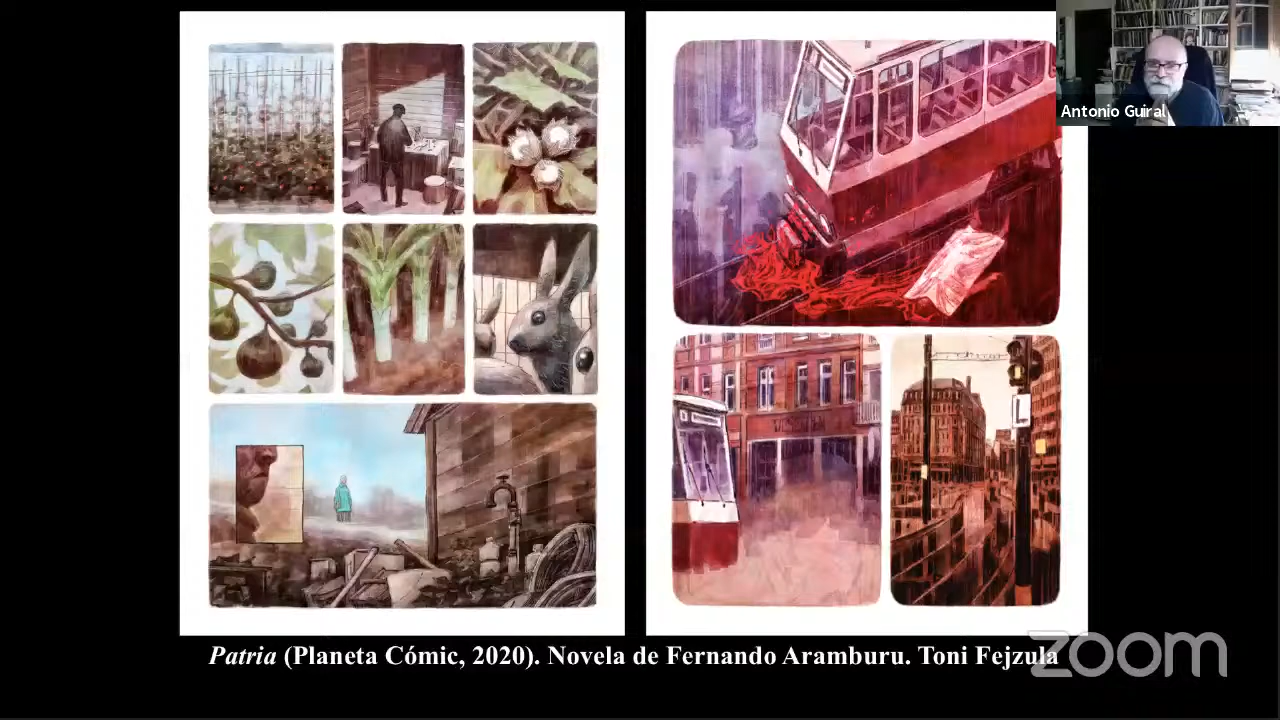 Antonio Guiral
Patria (Planeta Cómic, 2020). Novela de Fernando Aramburu. Toni Fejzula
zoom